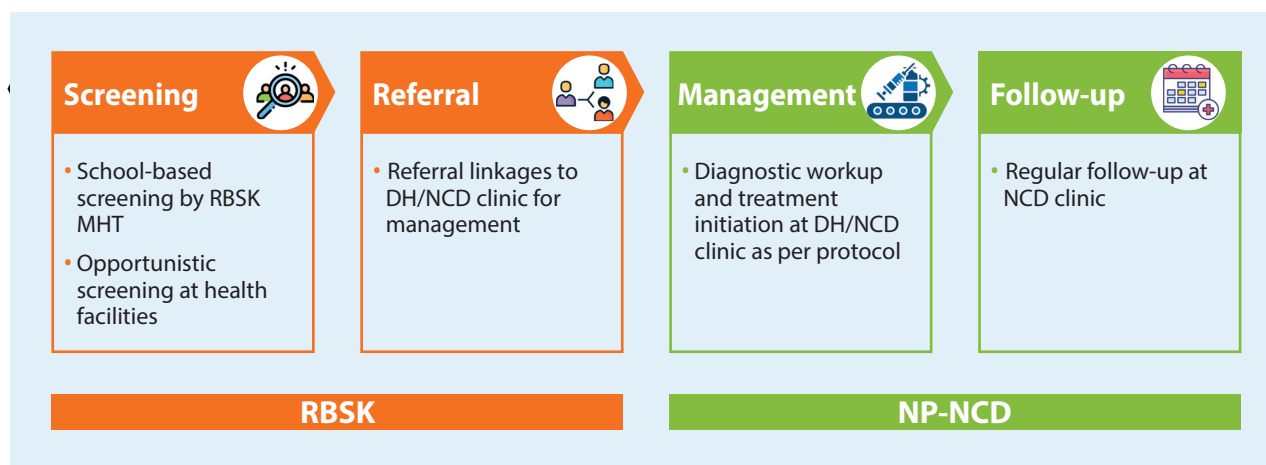 Screening
• School-based
screening by RBSK
MHT
• Opportunistic
screening at health
facilities
Referral
• Referral linkages to
DH/NCD clinic for
management
Management
• Diagnostic workup
and treatment
initiation at DH/NCD
clinic as per protocol
Follow-up
• Regular follow-up at
NCD clinic
RBSK
NP-NCD